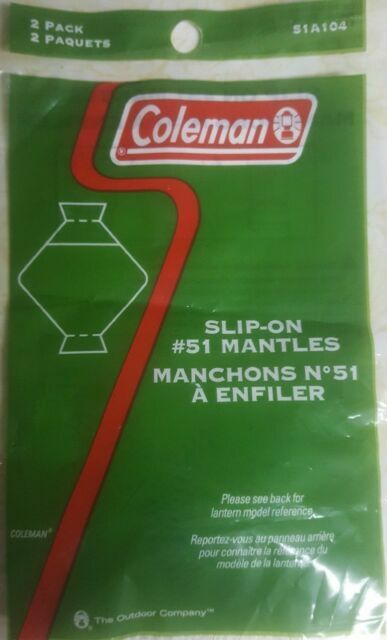 2 PACK
2 PAQUETS
51A104
Coleman
SLIP-ON
#51 MANTLES
MANCHONS N°51
À ENFILER
Please see back for
lantern model reference.
COLEMAN®
Reportez-vous au panneau arrière
pour connaître la référence du
modèle de la lanterne.
The Outdoor Company™